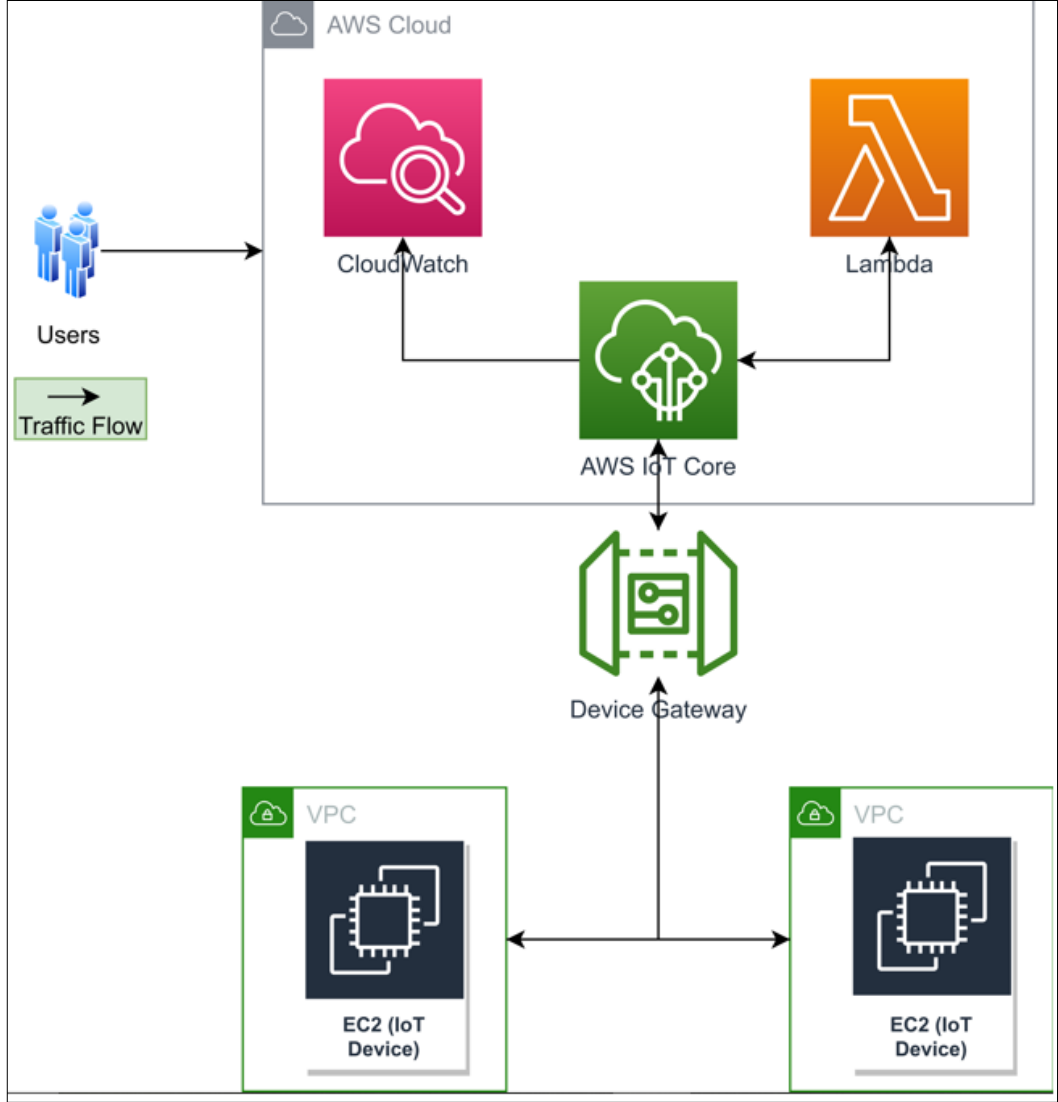 AWS Cloud
CloudWatch
Lambda
Users
Traffic Flow
AWS IoT Core
Device Gateway
VPC
VPC
EC2 (IoT
Device)
EC2 (IoT
Device)